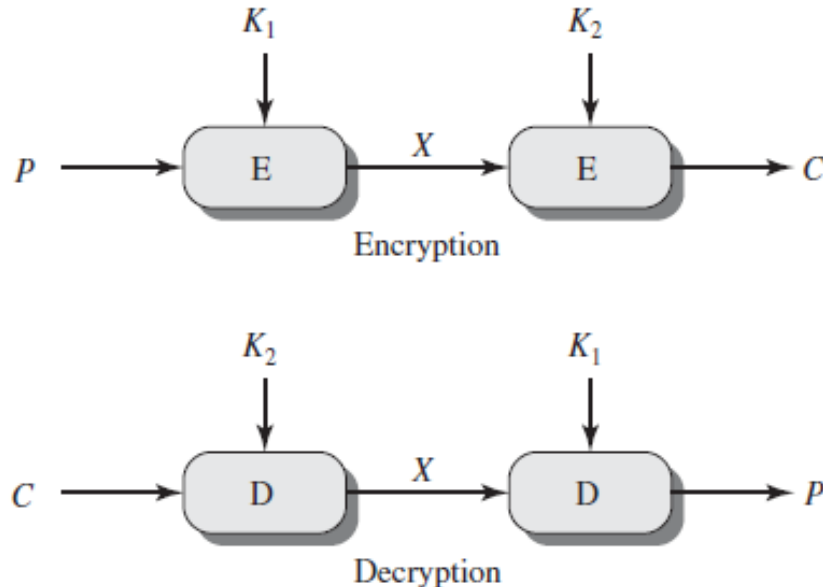 K₁ K₂
P E X E C
Encryption
K₂ K₁
C D X D P
Decryption